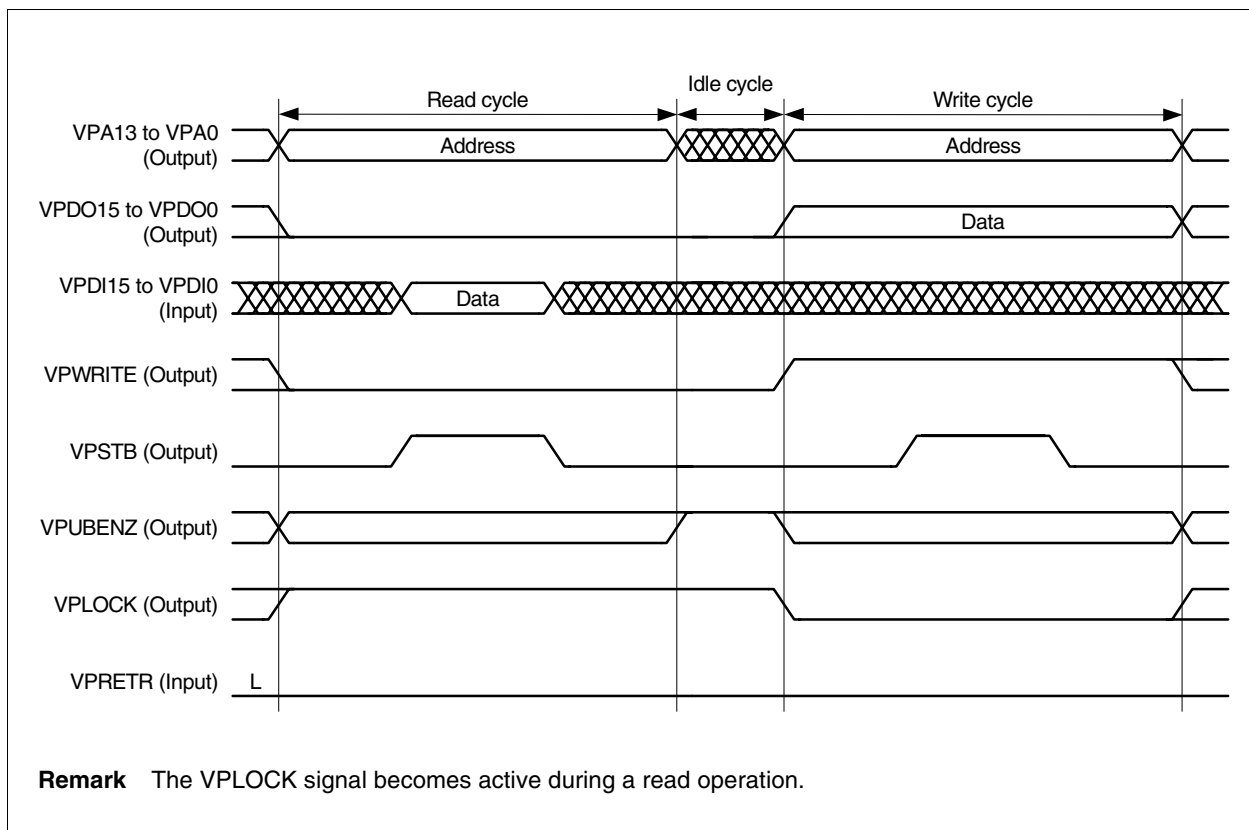 Read cycle
Idle cycle
Write cycle
VPA13 to VPA0
(Output)
Address
Address
VPDO15 to VPDO0
(Output)
Data
VPDI15 to VPDI0
(Input)
Data
VPWRITE (Output)
VPSTB (Output)
VPUBENZ (Output)
VPLOCK (Output)
VPRETR (Input)
L
Remark The VPLOCK signal becomes active during a read operation.